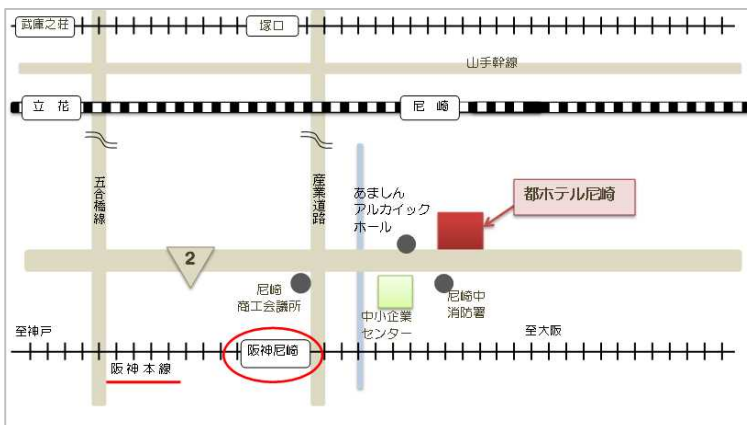 武庫之荘
塚口
山手幹線
立花
尼崎
五合橋線
産業道路
あましん
アルカイック
ホール
都ホテル尼崎
2
尼崎
商工会議所
中小企業
センター
尼崎中
消防署
至神戸
至大阪
阪神尼崎
阪神本線